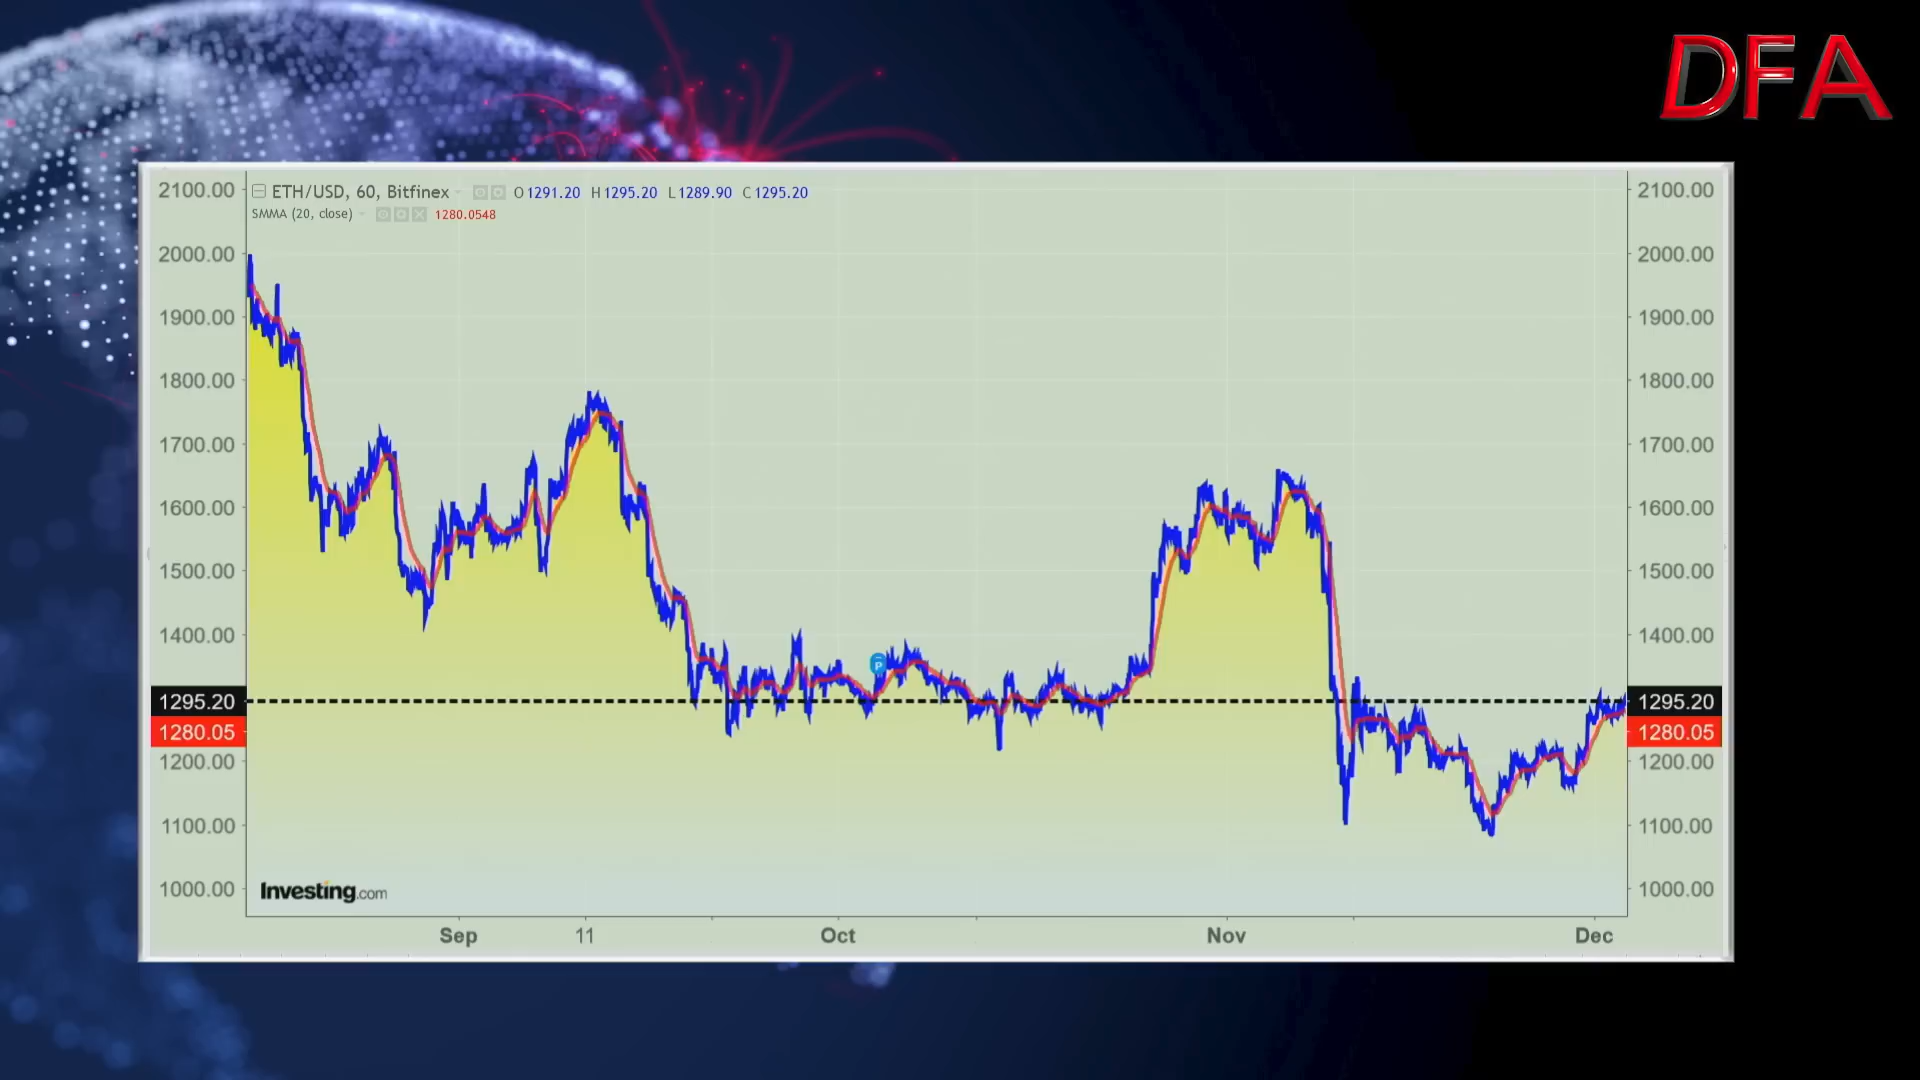 DFA
ETH/USD, 60, Bitfinex O 1291.20 H 1295.20 L 1289.90 C 1295.20
SMMA (20, close) 1280.0548
2100.00 2100.00
2000.00 2000.00
1900.00 1900.00
1800.00 1800.00
1700.00 1700.00
1600.00 1600.00
1500.00 1500.00
1400.00 1400.00
P
1295.20 1295.20
1280.05 1280.05
1200.00 1200.00
1100.00 1100.00
1000.00 1000.00
Investing.com
Sep 11 Oct Nov Dec